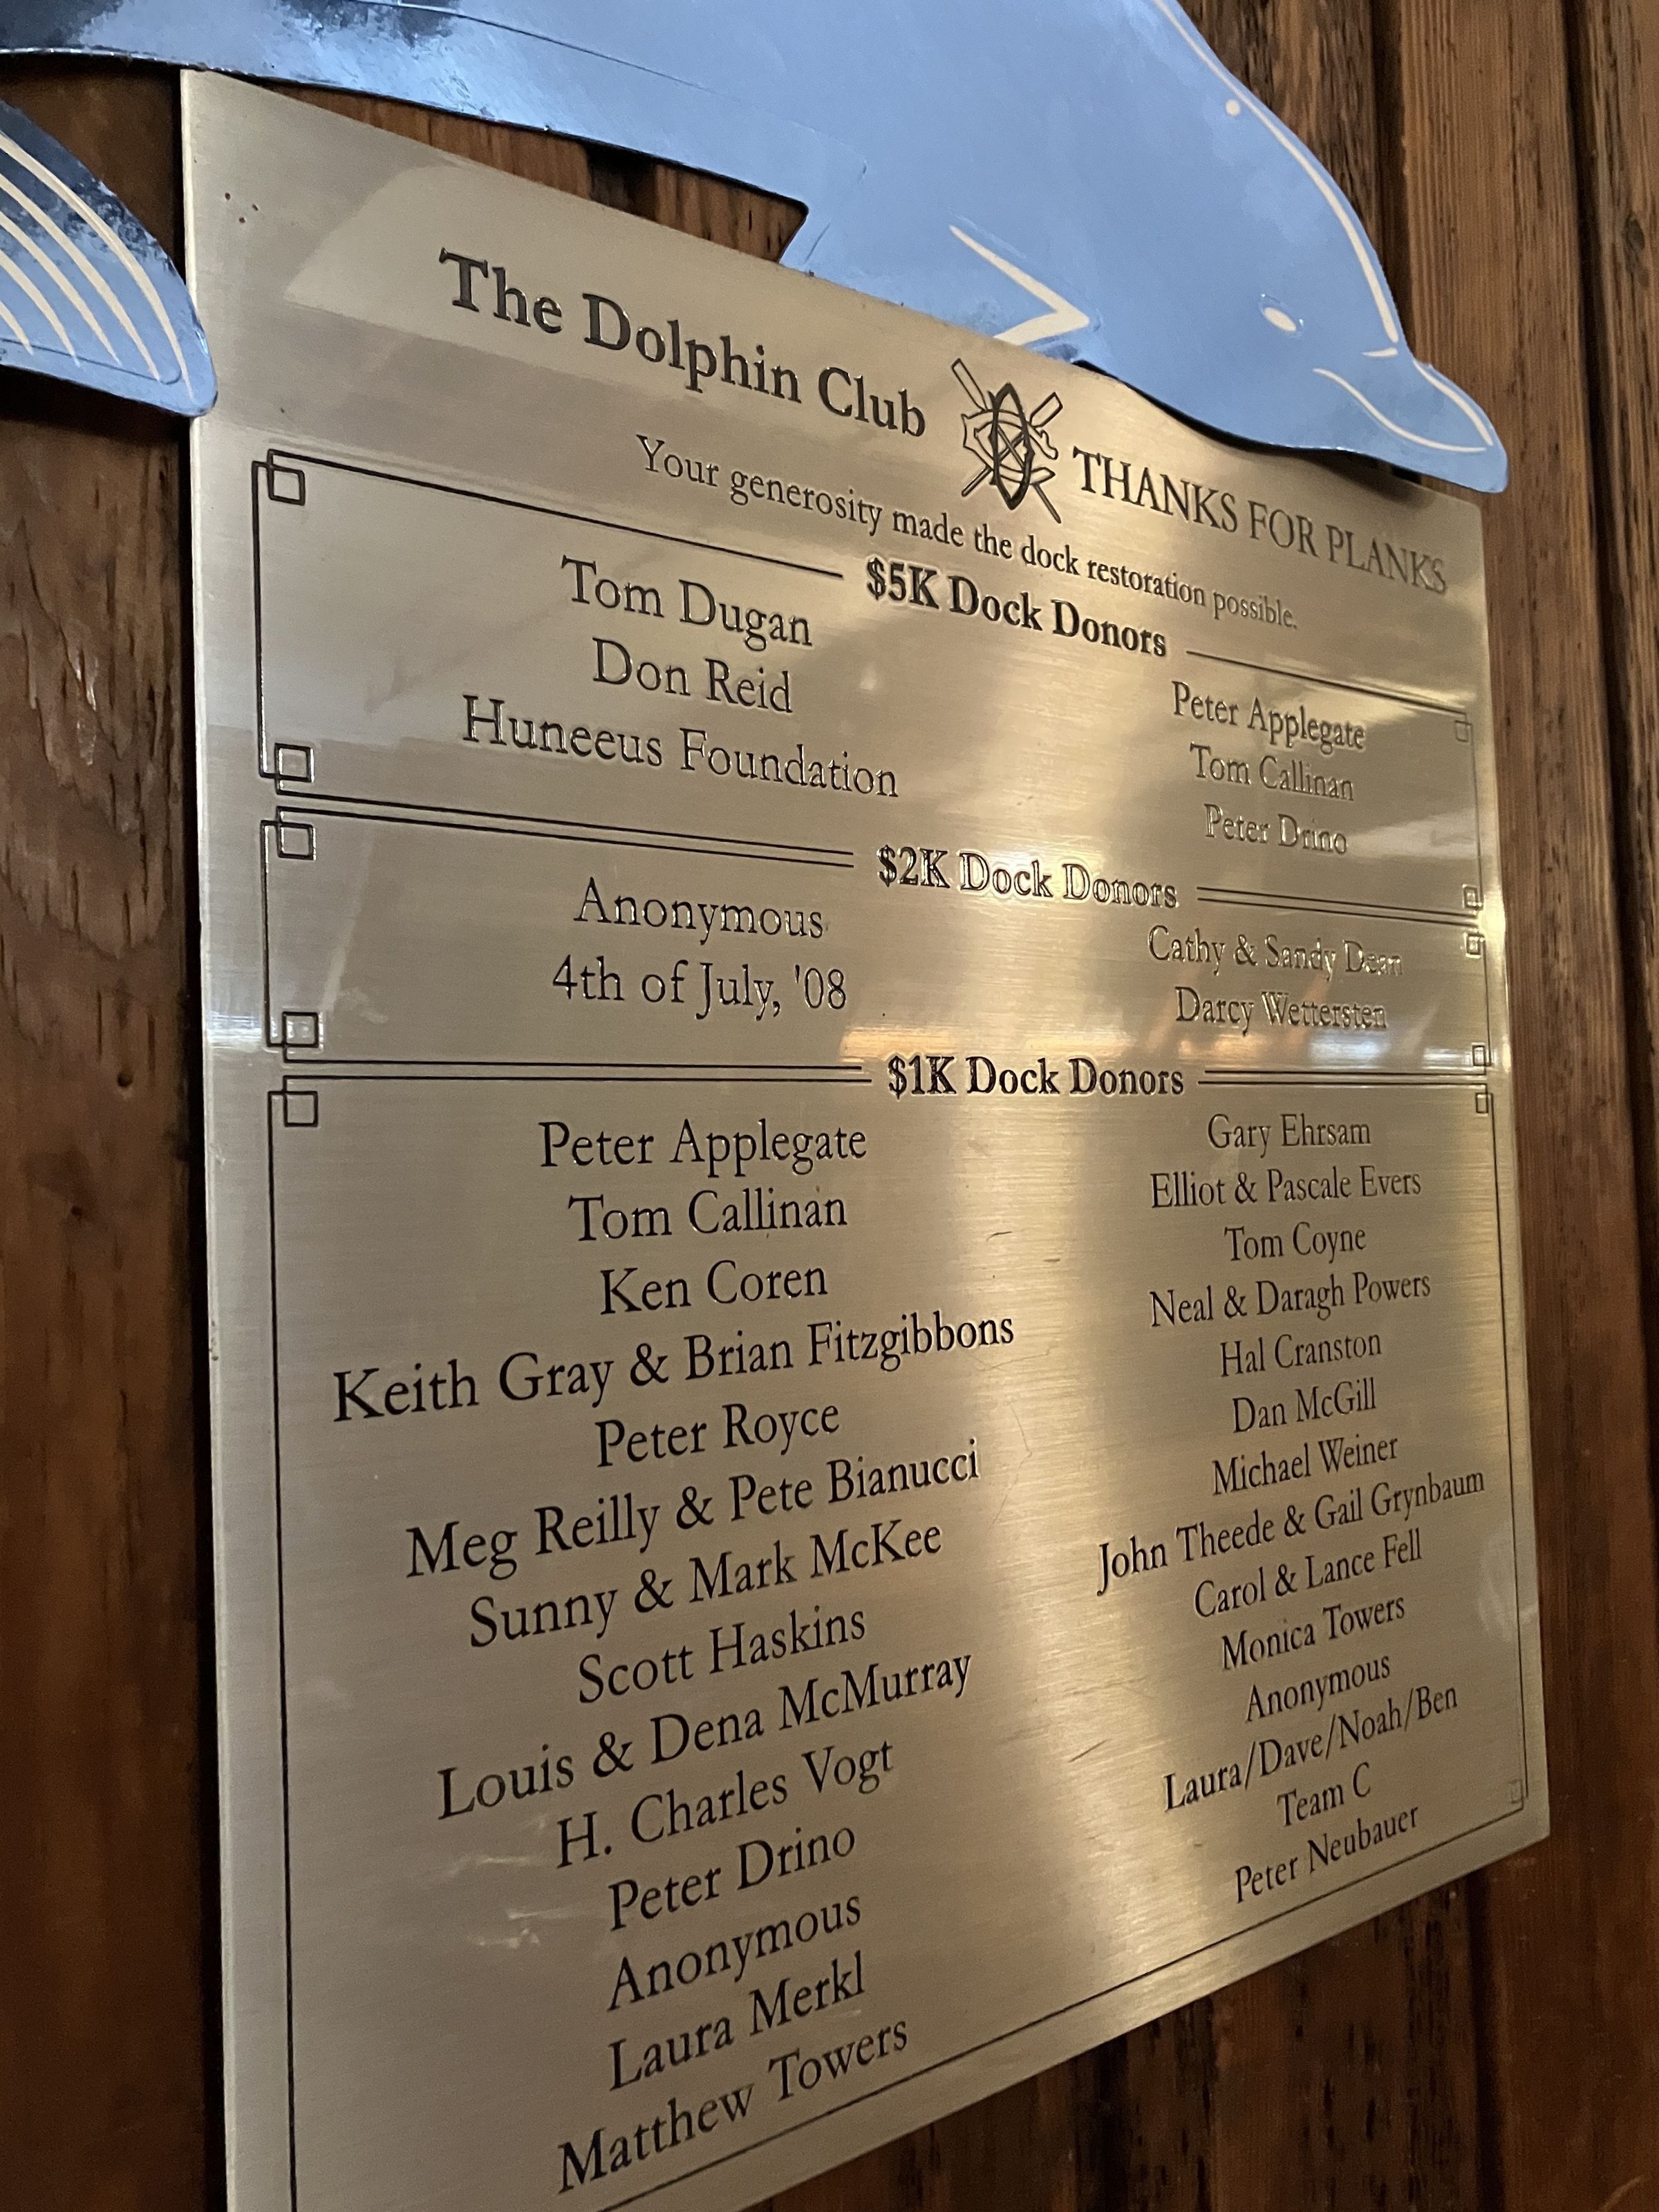 The Dolphin Club THANKS FOR PLANKS
Your generosity made the dock restoration possible.
$5K Dock Donors
Tom Dugan
Don Reid
Huneeus Foundation
Peter Applegate
Tom Callinan
Peter Drino
$2K Dock Donors
Anonymous
4th of July, '08
Cathy & Sandy Dean
Darcy Wettersten
$1K Dock Donors
Peter Applegate
Tom Callinan
Ken Coren
Keith Gray & Brian Fitzgibbons
Peter Royce
Meg Reilly & Pete Bianucci
Sunny & Mark McKee
Scott Haskins
Louis & Dena McMurray
H. Charles Vogt
Peter Drino
Anonymous
Laura Merkl
Matthew Towers
Gary Ehrsam
Elliot & Pascale Evers
Tom Coyne
Neal & Daragh Powers
Hal Cranston
Dan McGill
Michael Weiner
John Theede & Gail Grynbaum
Carol & Lance Fell
Monica Towers
Anonymous
Laura/Dave/Noah/Ben
Team C
Peter Neubauer